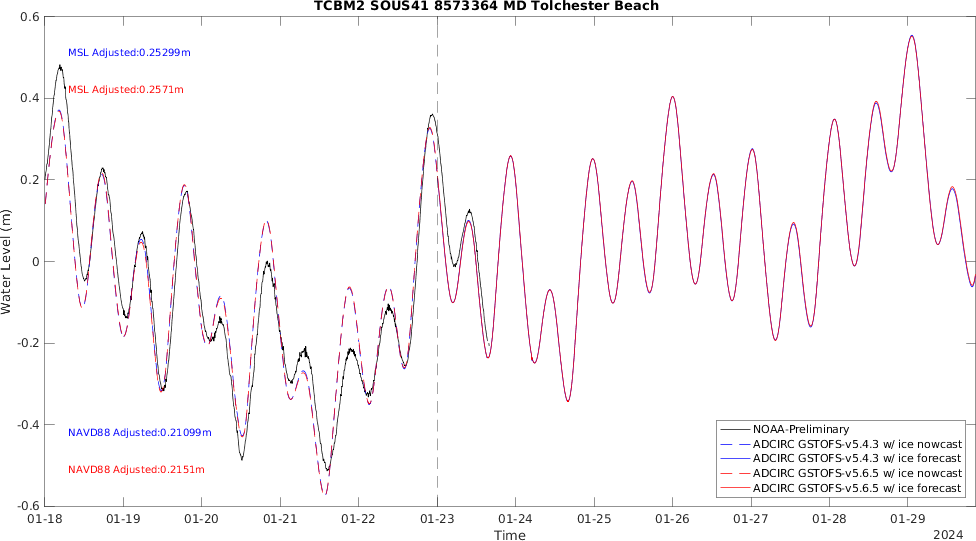 TCBM2 SOUS41 8573364 MD Tolchester Beach
0.6
0.4
0.2
0
-0.2
-0.4
-0.6
Water Level (m)
MSL Adjusted:0.25299m
MSL Adjusted:0.2571m
NAVD88 Adjusted:0.21099m
NAVD88 Adjusted:0.2151m
NOAA-Preliminary
ADCIRC GSTOFS-v5.4.3 w/ ice nowcast
ADCIRC GSTOFS-v5.4.3 w/ ice forecast
ADCIRC GSTOFS-v5.6.5 w/ ice nowcast
ADCIRC GSTOFS-v5.6.5 w/ ice forecast
01-18 01-19 01-20 01-21 01-22 01-23 01-24 01-25 01-26 01-27 01-28 01-29
Time
2024